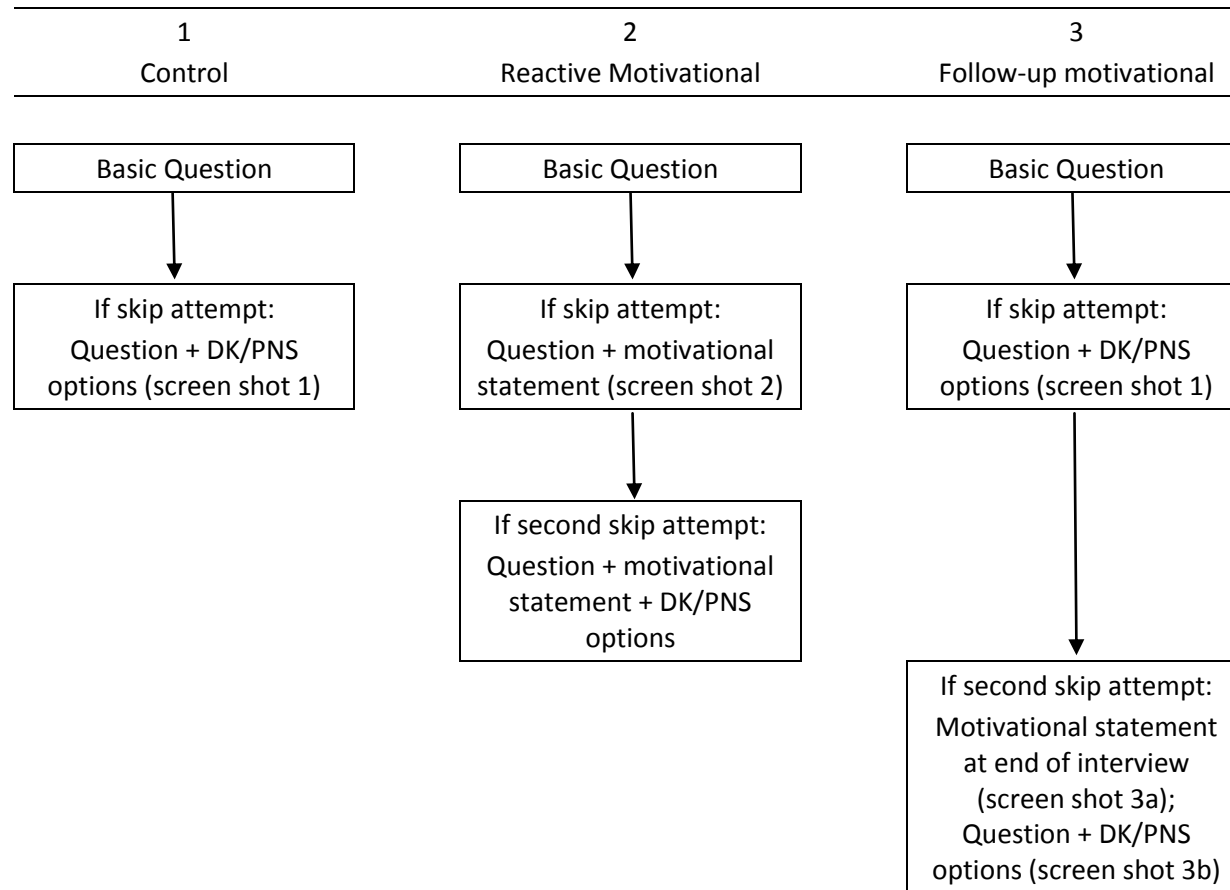 1
Control
2
Reactive Motivational
3
Follow-up motivational
Basic Question
If skip attempt:
Question + DK/PNS
options (screen shot 1)
Basic Question
If skip attempt:
Question + motivational
statement (screen shot 2)
If second skip attempt:
Question + motivational
statement + DK/PNS
options
Basic Question
If skip attempt:
Question + DK/PNS
options (screen shot 1)
If second skip attempt:
Motivational statement
at end of interview
(screen shot 3a);
Question + DK/PNS
options (screen shot 3b)